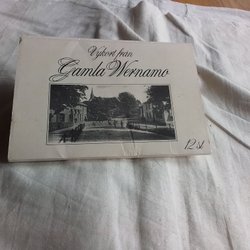 Vykort från
Gamla Wernamo
12 st